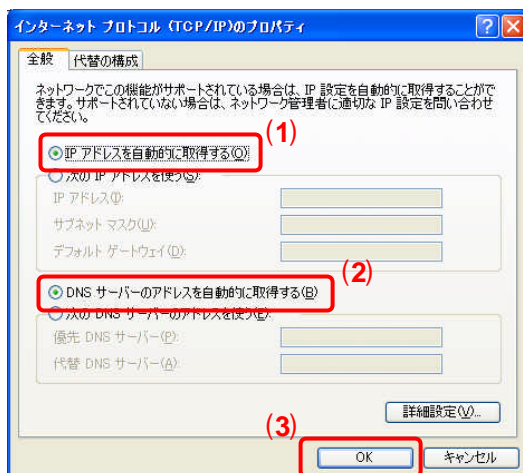 インターネット プロトコル (TCP/IP)のプロパティ
全般 代替の構成
ネットワークでこの機能がサポートされている場合は、IP 設定を自動的に取得することがで
きます。サポートされていない場合は、ネットワーク管理者に適切な IP 設定を問い合わせ
てください。
(1)
IP アドレスを自動的に取得する(O)
次の IP アドレスを使う(S):
IP アドレス(I):
サブネット マスク(U):
デフォルト ゲートウェイ(D):
(2)
DNS サーバーのアドレスを自動的に取得する(B)
次の DNS サーバーのアドレスを使う(E):
優先 DNS サーバー(P):
代替 DNS サーバー(A):
詳細設定(V)...
(3)
OK キャンセル